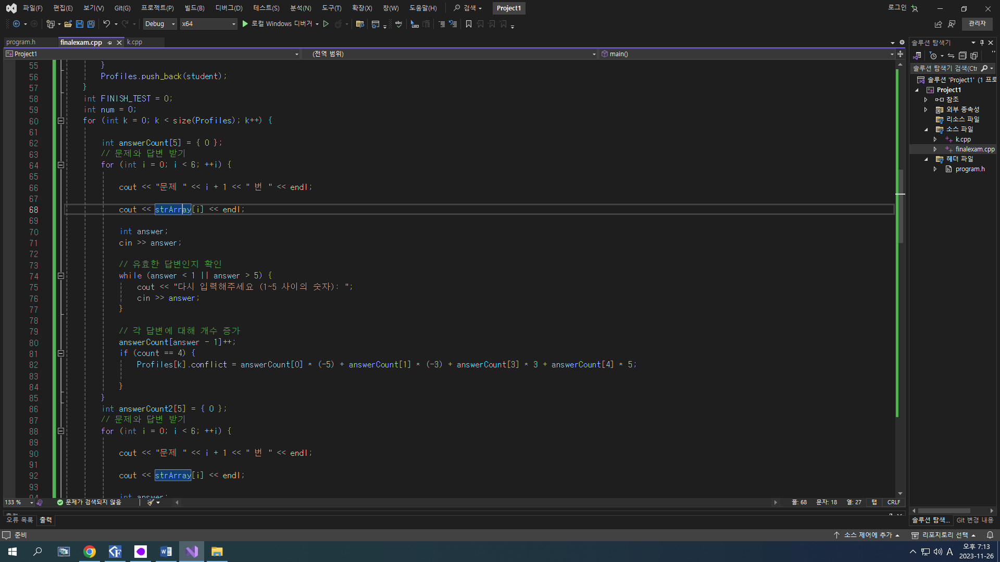 파일(F) 편집(E) 보기(V) Git(G) 프로젝트(P) 빌드(B) 디버그(D) 테스트(S) 분석(N) 도구(T) 확장(X) 창(W) 도움말(H) 검색 Project1 로그인
Debug x64 로컬 Windows 디버거 관리자
program.h finalexam.cpp k.cpp
Project1 (전역 범위) main()
55 }
56 Profiles.push_back(student);
57 }
58 int FINISH_TEST = 0;
59 int num = 0;
60 for (int k = 0; k < size(Profiles); k++) {
61
62 int answerCount[5] = { 0 };
63 // 문제와 답변 받기
64 for (int i = 0; i < 6; ++i) {
65
66 cout << "문제 " << i + 1 << " 번 " << endl;
67
68 cout << strArray[i] << endl;
69
70 int answer;
71 cin >> answer;
72
73 // 유효한 답변인지 확인
74 while (answer < 1 || answer > 5) {
75 cout << "다시 입력해주세요 (1~5 사이의 숫자): ";
76 cin >> answer;
77 }
78
79 // 각 답변에 대해 개수 증가
80 answerCount[answer - 1]++;
81 if (count == 4) {
82 Profiles[k].conflict = answerCount[0] * (-5) + answerCount[1] * (-3) + answerCount[3] * 3 + answerCount[4] * 5;
83
84 }
85 }
86 int answerCount2[5] = { 0 };
87 // 문제와 답변 받기
88 for (int i = 0; i < 6; ++i) {
89
90 cout << "문제 " << i + 1 << " 번 " << endl;
91
92 cout << strArray[i] << endl;
93
94 int answer;
133 % 문제가 검색되지 않음 줄: 68 문자: 18 열: 27 탭 CRLF
출력
오류 목록 출력
솔루션 탐색기
솔루션 탐색기 검색(Ctr
솔루션 'Project1' (1 프로
Project1
참조
외부 종속성
리소스 파일
소스 파일
k.cpp
finalexam.cpp
헤더 파일
program.h
솔루션 탐색... Git 변경 내용
준비 소스 제어에 추가 리포지토리 선택
A 오후 7:13
2023-11-26